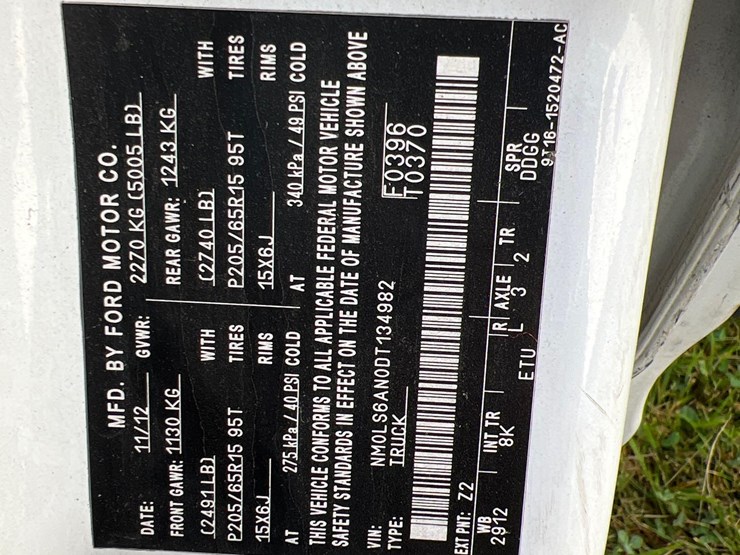 MFD. BY FORD MOTOR CO.
DATE: 11/12 GVWR: 2270 KG (5005 LB)
FRONT GAWR: 1130 KG REAR GAWR: 1243 KG
(2491 LB) WITH (2740 LB) WITH
P205/65R15 95T TIRES P205/65R15 95T TIRES
15X6J RIMS 15X6J RIMS
AT 275 kPa / 40 PSI COLD AT 340 kPa / 49 PSI COLD
THIS VEHICLE CONFORMS TO ALL APPLICABLE FEDERAL MOTOR VEHICLE
SAFETY STANDARDS IN EFFECT ON THE DATE OF MANUFACTURE SHOWN ABOVE
VIN: NM0LS6AN0DT134982 F0396
TYPE: TRUCK T0370
EXT PNT: Z2
WB INT TR R AXLE TR SPR
2912 8K L 3 2 DDGG
ETU 9T16-1520472-AC